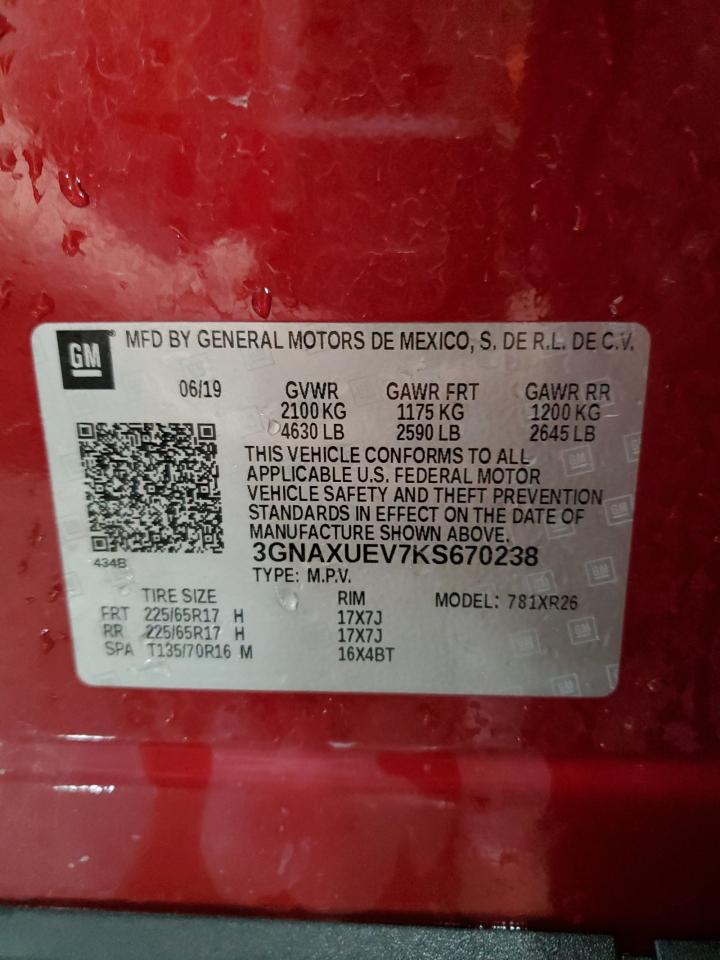 GM MFD BY GENERAL MOTORS DE MEXICO, S. DE R.L. DE C.V.
06/19 GVWR GAWR FRT GAWR RR
2100 KG 1175 KG 1200 KG
4630 LB 2590 LB 2645 LB
THIS VEHICLE CONFORMS TO ALL
APPLICABLE U.S. FEDERAL MOTOR
VEHICLE SAFETY AND THEFT PREVENTION
STANDARDS IN EFFECT ON THE DATE OF
MANUFACTURE SHOWN ABOVE.
434B 3GNAXUEV7KS670238
TYPE: M.P.V.
TIRE SIZE RIM MODEL: 781XR26
FRT 225/65R17 H 17X7J
RR 225/65R17 H 17X7J
SPA T135/70R16 M 16X4BT